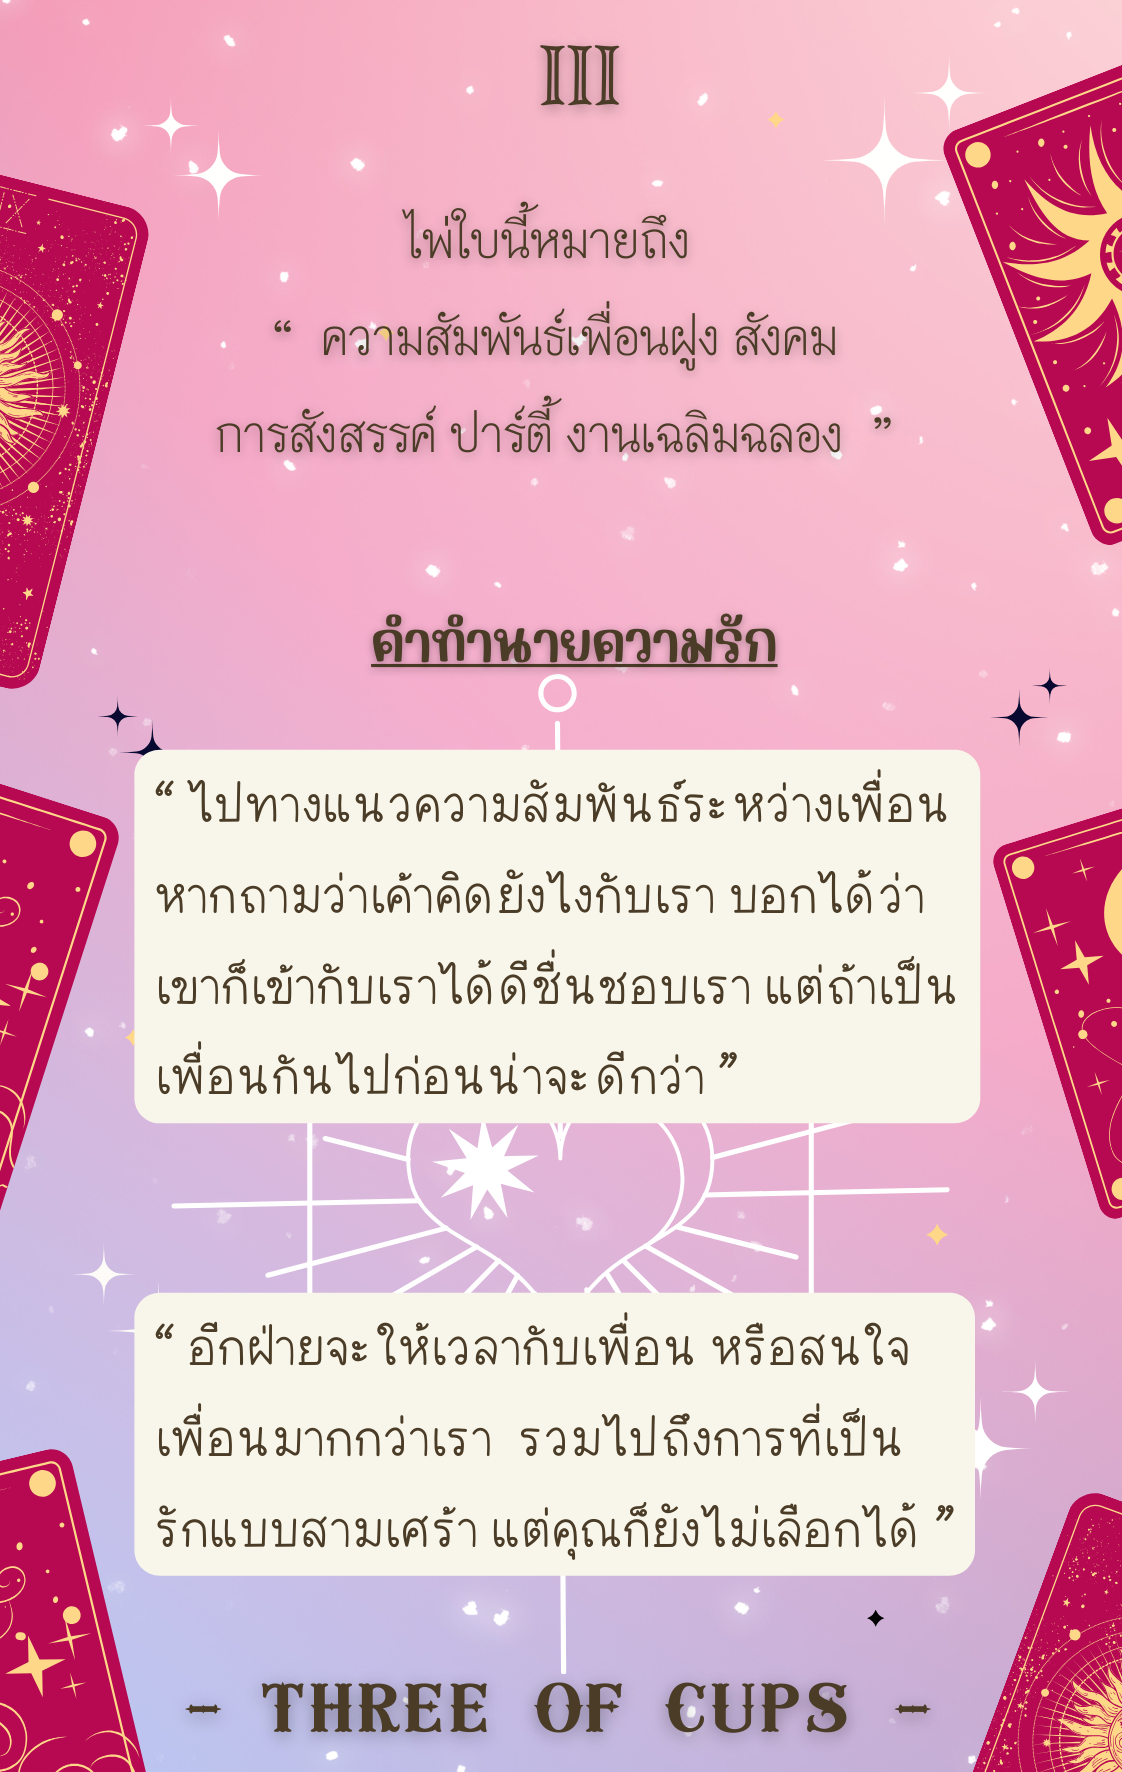 III
ไพ่ใบนี้หมายถึง
“ ความสัมพันธ์เพื่อนฝูง สังคม
การสังสรรค์ ปาร์ตี้ งานเฉลิมฉลอง ”
คำทำนายความรัก
“ ไปทางแนวความสัมพันธ์ระหว่างเพื่อน
หากถามว่าเค้าคิดยังไงกับเรา บอกได้ว่า
เขาก็เข้ากับเราได้ดีชื่นชอบเรา แต่ถ้าเป็น
เพื่อนกันไปก่อนน่าจะดีกว่า ”
“ อีกฝ่ายจะให้เวลากับเพื่อน หรือสนใจ
เพื่อนมากกว่าเรา รวมไปถึงการที่เป็น
รักแบบสามเศร้า แต่คุณก็ยังไม่เลือกได้ ”
- THREE OF CUPS -